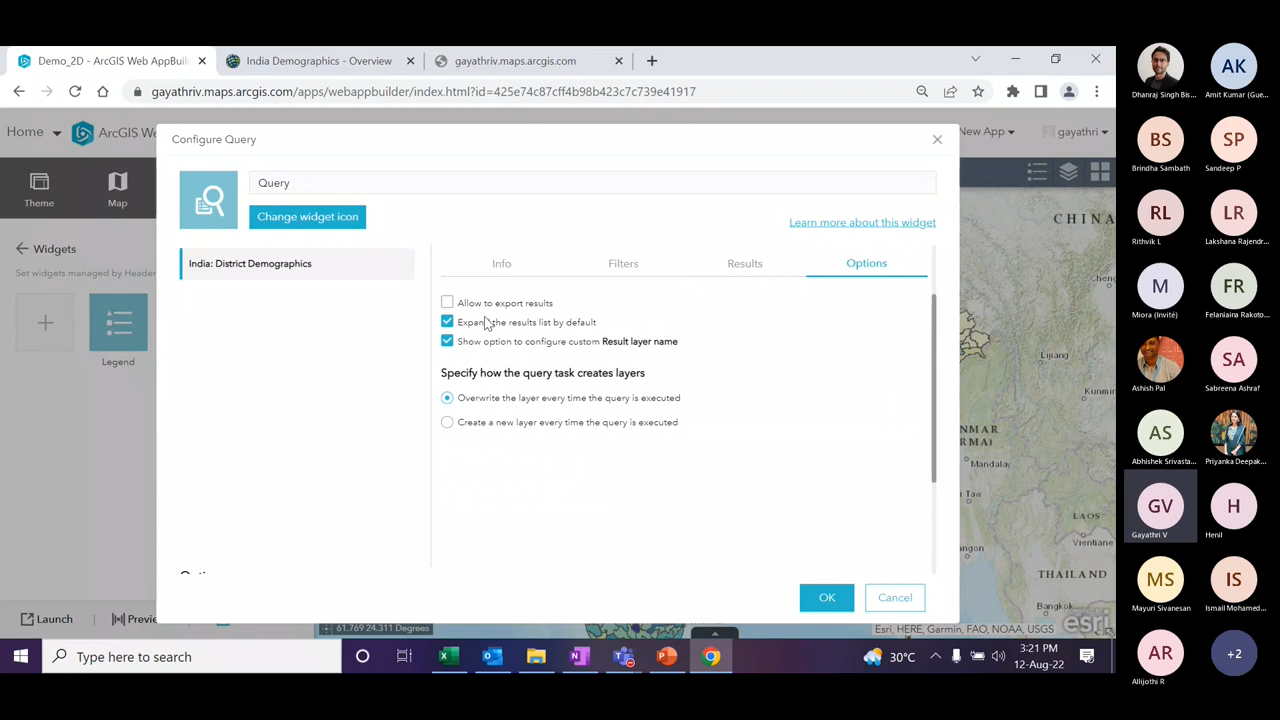 Demo_2D - ArcGIS Web AppBuil
India Demographics - Overview
gayathriv.maps.arcgis.com
gayathriv.maps.arcgis.com/apps/webappbuilder/index.html?id=425e74c87cff4b98b423c7c739e41917
Home
ArcGIS We
New App
gayathri
Configure Query
Theme
Map
Query
Change widget icon
Learn more about this widget
Widgets
Set widgets managed by Header
Legend
India: District Demographics
Info
Filters
Results
Options
Allow to export results
Expand the results list by default
Show option to configure custom Result layer name
Specify how the query task creates layers
Overwrite the layer every time the query is executed
Create a new layer every time the query is executed
OK
Cancel
Launch
Previe
61.769 24.311 Degrees
CHINA
Cheng
Lijiang
Kunmin
Mandalay
LAOS
Vientiane
THAILAND
Bangkok
Esri, HERE, Garmin, FAO, NOAA, USGS
esri
Type here to search
30°C
3:21 PM
12-Aug-22
Dhanraj Singh Bis...
AK
Amit Kumar (Gue...
BS
Brindha Sambath
SP
Sandeep P
RL
Rithvik L
LR
Lakshana Rajendr...
M
Miora (Invité)
FR
Felaniaina Rakoto...
Ashish Pal
SA
Sabreena Ashraf
AS
Abhishek Srivasta...
Priyanka Deepak...
GV
Gayathri V
H
Henil
MS
Mayuri Sivanesan
IS
Ismail Mohamed...
AR
Allijothi R
+2